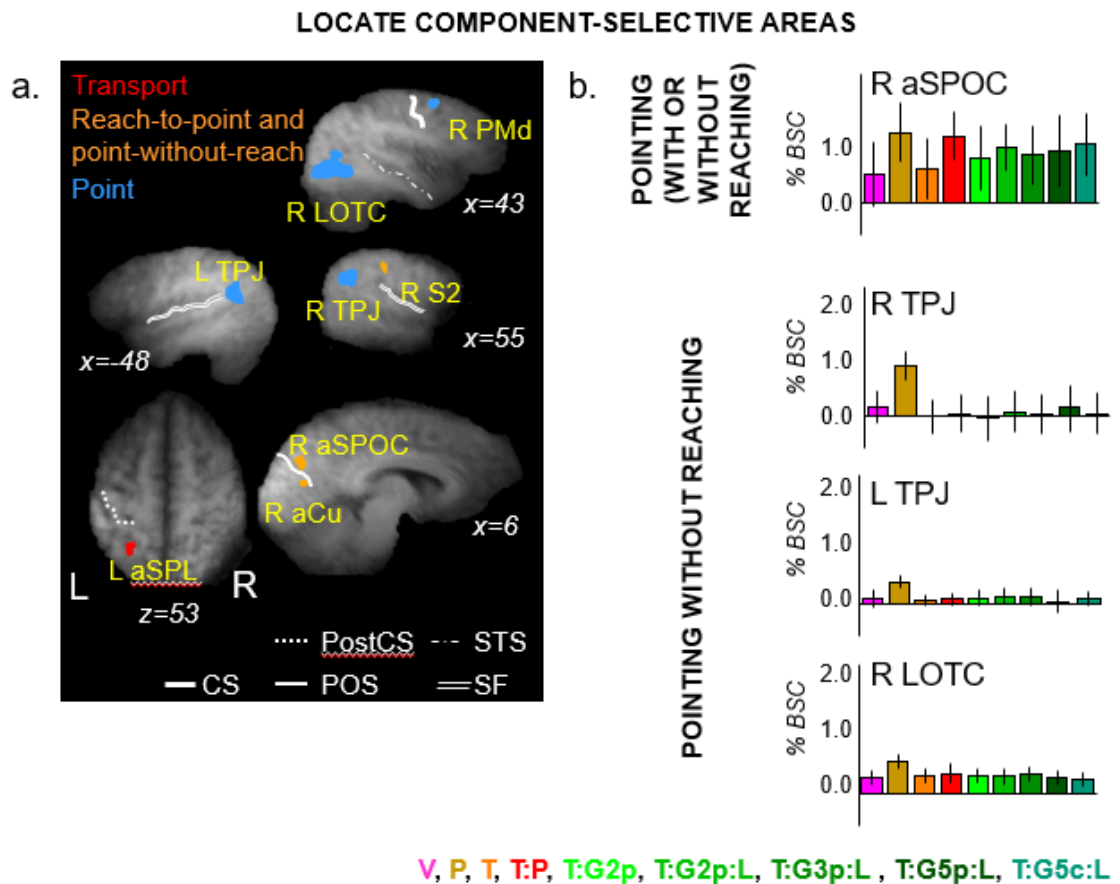 LOCATE COMPONENT-SELECTIVE AREAS
a.
Transport
Reach-to-point and
point-without-reach
Point
R PMd
R LOTC
x=43
L TPJ
x=-48
R TPJ
R S2
x=55
L aSPL
L
R
z=53
R aSPOC
R aCu
x=6
PostCS
STS
CS
POS
SF
b.
POINTING
(WITH OR
WITHOUT
REACHING)
R aSPOC
% BSC
1.0
0.0
POINTING WITHOUT REACHING
R TPJ
% BSC
2.0
1.0
0.0
L TPJ
% BSC
2.0
1.0
0.0
R LOTC
% BSC
2.0
1.0
0.0
V, P, T, T:P, T:G2p, T:G2p:L, T:G3p:L , T:G5p:L, T:G5c:L